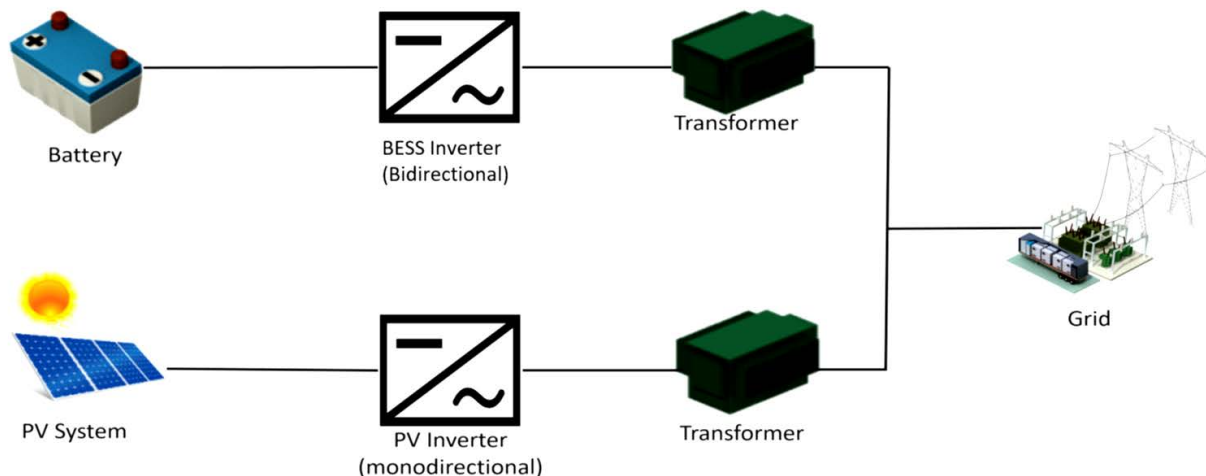 Battery
BESS Inverter
(Bidirectional)
Transformer
Grid
PV System
PV Inverter
(monodirectional)
Transformer